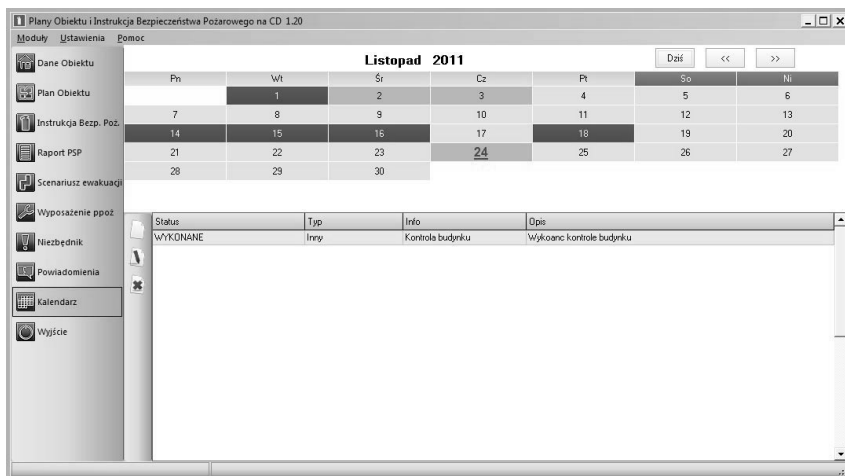 Plany Obiektu i Instrukcja Bezpieczeństwa Pożarowego na CD 1.20
Moduły Ustawienia Pomoc
Dane Obiektu
Plan Obiektu
Instrukcja Bezp. Poż.
Raport PSP
Scenariusz ewakuacji
Wyposażenie ppoż
Niezbędnik
Powiadomienia
Kalendarz
Wyjście
Listopad 2011
Dziś << >>
Pn Wt Śr Cz Pt So Ni
1 2 3 4 5 6
7 8 9 10 11 12 13
14 15 16 17 18 19 20
21 22 23 24 25 26 27
28 29 30
Status Typ Info Opis
WYKONANE Inny Kontrola budynku Wykoanc kontrole budynku